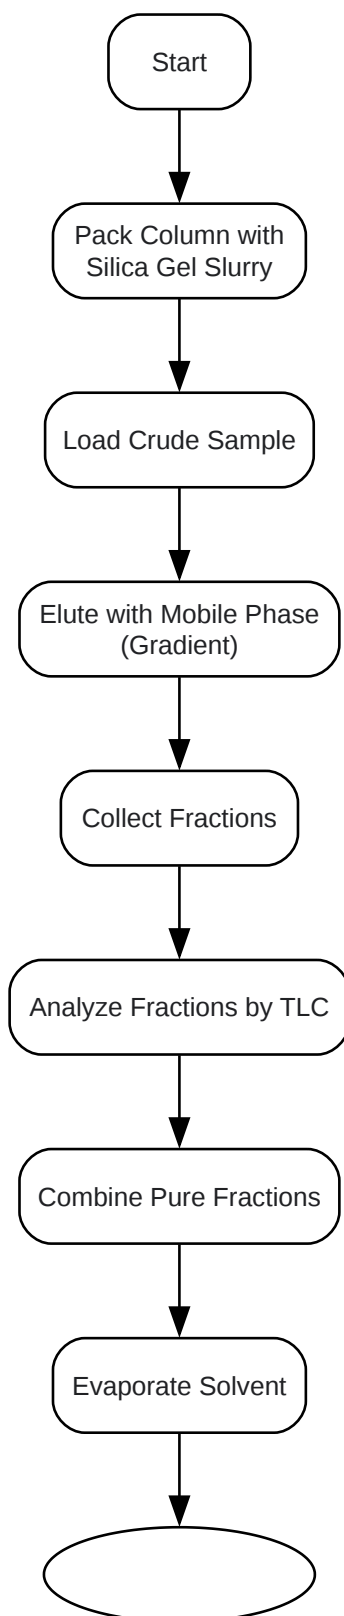 Start
Pack Column with
Silica Gel Slurry
Load Crude Sample
Elute with Mobile Phase
(Gradient)
Collect Fractions
Analyze Fractions by TLC
Combine Pure Fractions
Evaporate Solvent